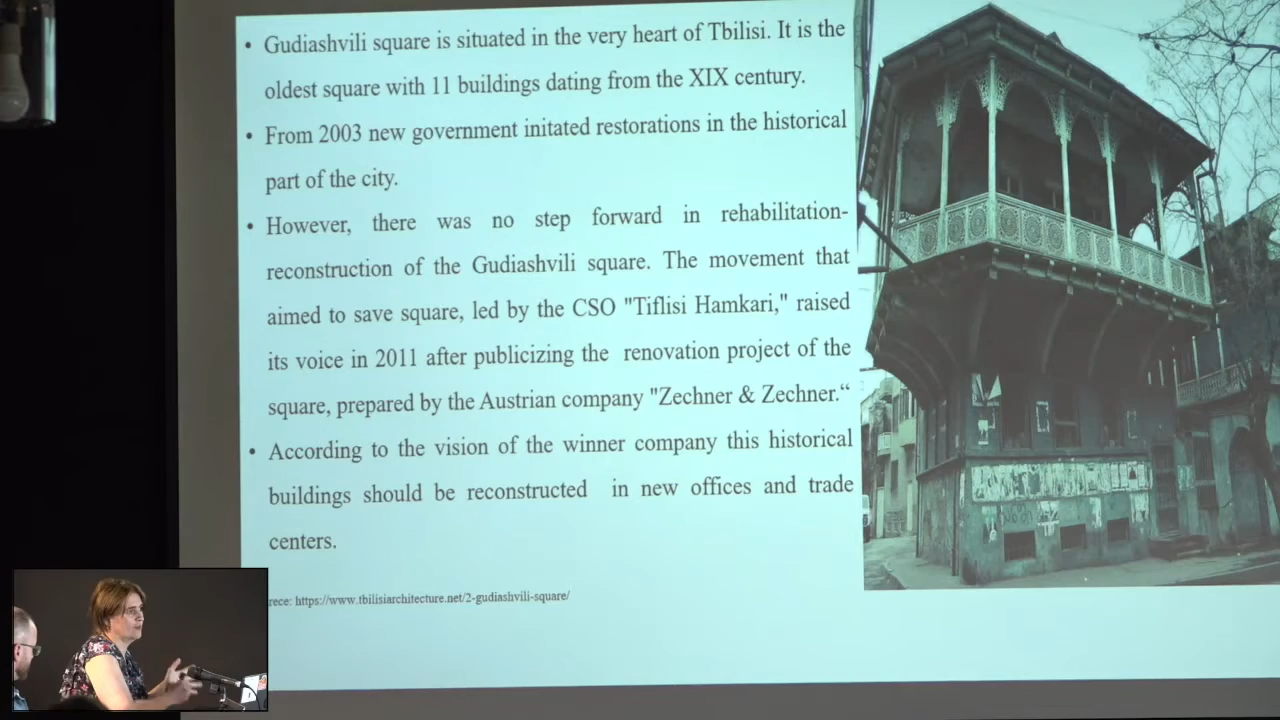 • Gudiashvili square is situated in the very heart of Tbilisi. It is the
oldest square with 11 buildings dating from the XIX century.
• From 2003 new government initated restorations in the historical
part of the city.
• However, there was no step forward in rehabilitation-
reconstruction of the Gudiashvili square. The movement that
aimed to save square, led by the CSO "Tiflisi Hamkari," raised
its voice in 2011 after publicizing the renovation project of the
square, prepared by the Austrian company "Zechner & Zechner.“
• According to the vision of the winner company this historical
buildings should be reconstructed in new offices and trade
centers.
rece: https://www.tbilisiarchitecture.net/2-gudiashvili-square/